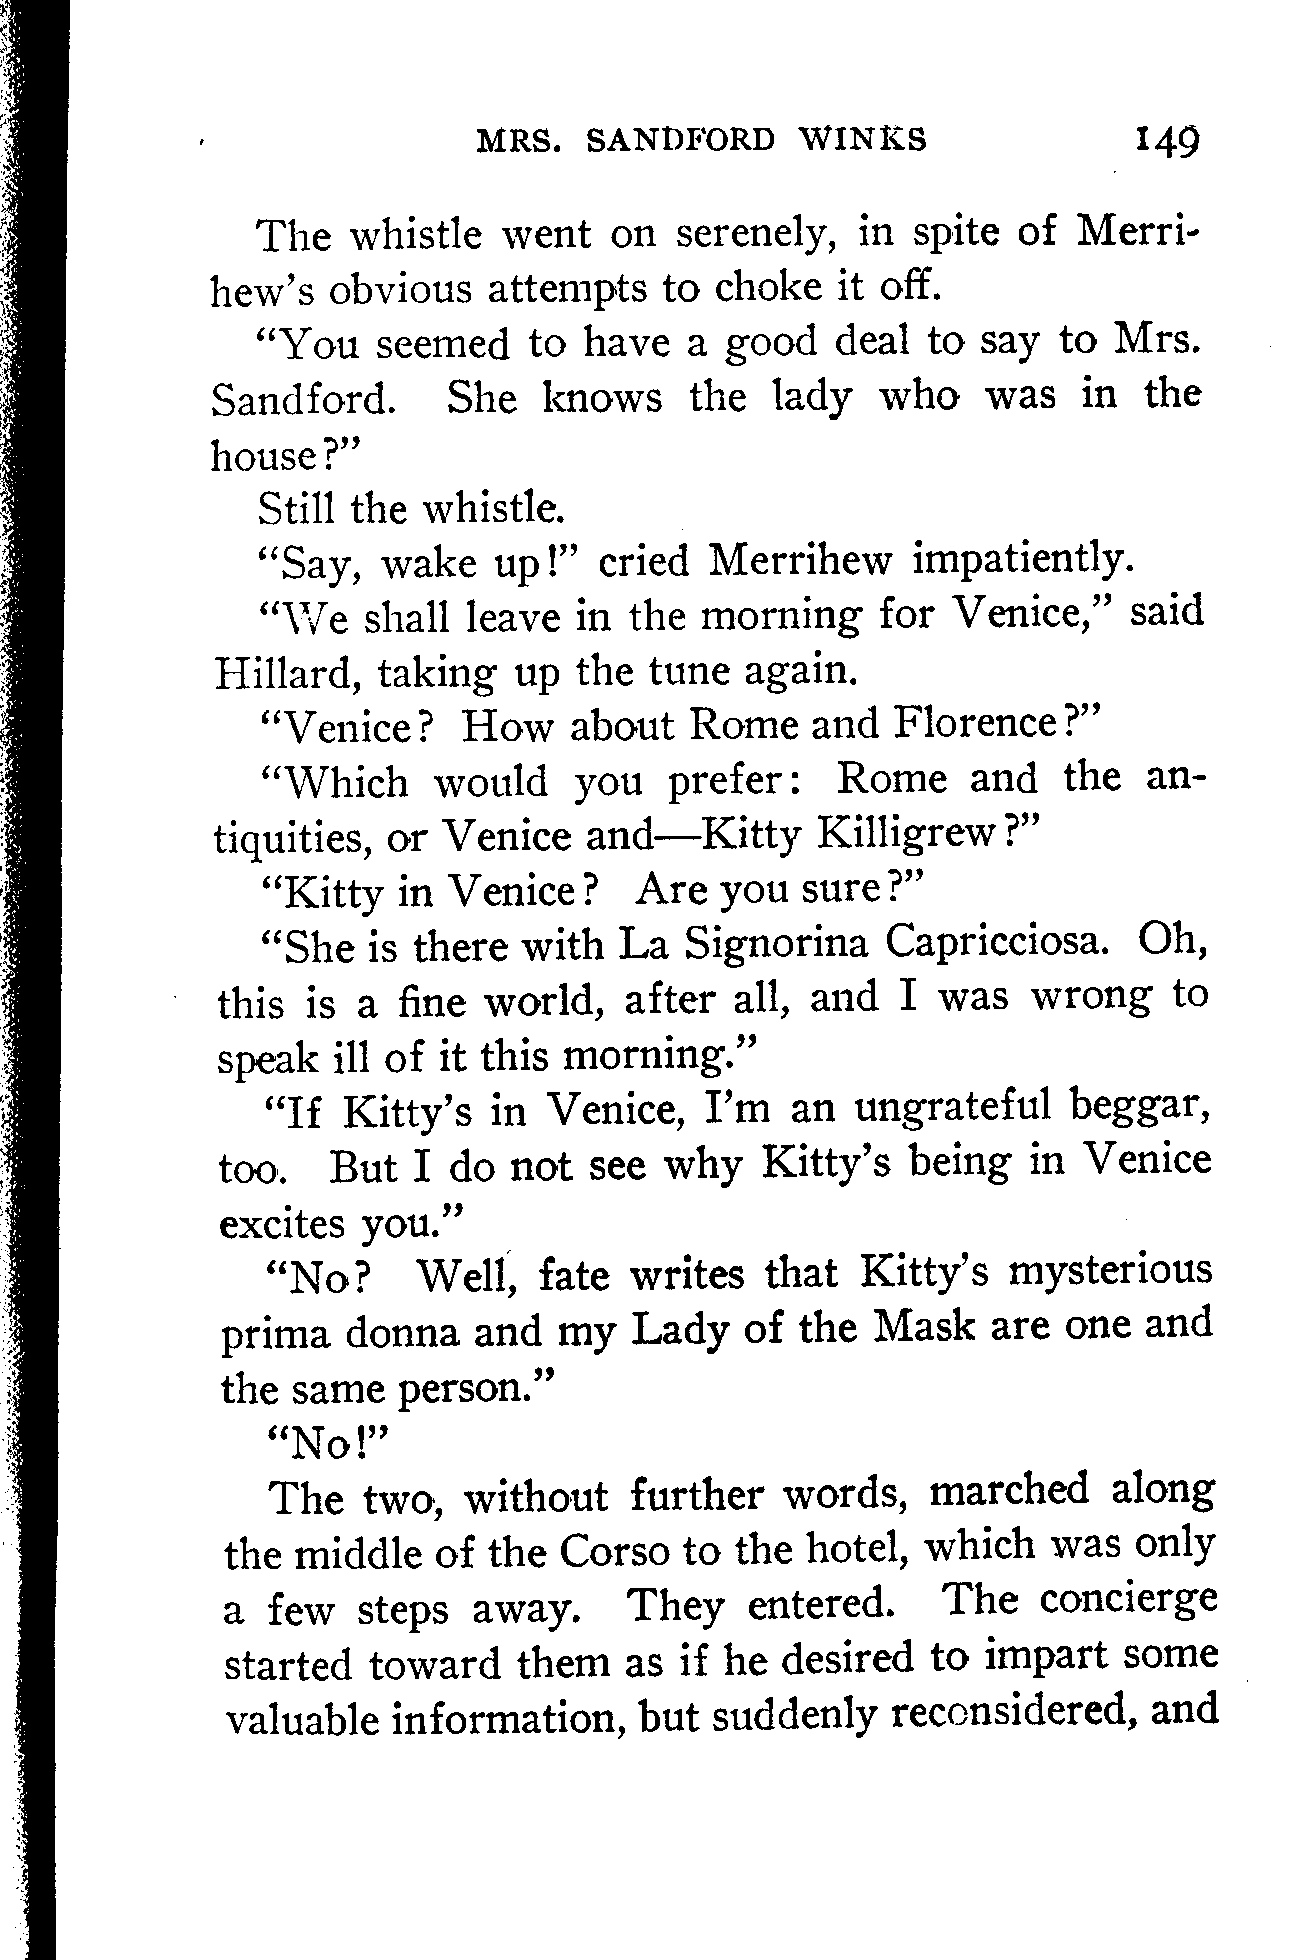 MRS. SANDFORD WINKS 149
The whistle went on serenely, in spite of Merri-
hew's obvious attempts to choke it off.
"You seemed to have a good deal to say to Mrs.
Sandford. She knows the lady who was in the
house?"
Still the whistle.
"Say, wake up!" cried Merrihew impatiently.
"We shall leave in the morning for Venice," said
Hillard, taking up the tune again.
"Venice? How about Rome and Florence?"
"Which would you prefer: Rome and the an-
tiquities, or Venice and—Kitty Killigrew?"
"Kitty in Venice? Are you sure?"
"She is there with La Signorina Capricciosa. Oh,
this is a fine world, after all, and I was wrong to
speak ill of it this morning."
"If Kitty's in Venice, I'm an ungrateful beggar,
too. But I do not see why Kitty's being in Venice
excites you."
"No? Well, fate writes that Kitty's mysterious
prima donna and my Lady of the Mask are one and
the same person."
"No!"
The two, without further words, marched along
the middle of the Corso to the hotel, which was only
a few steps away. They entered. The concierge
started toward them as if he desired to impart some
valuable information, but suddenly reconsidered, and